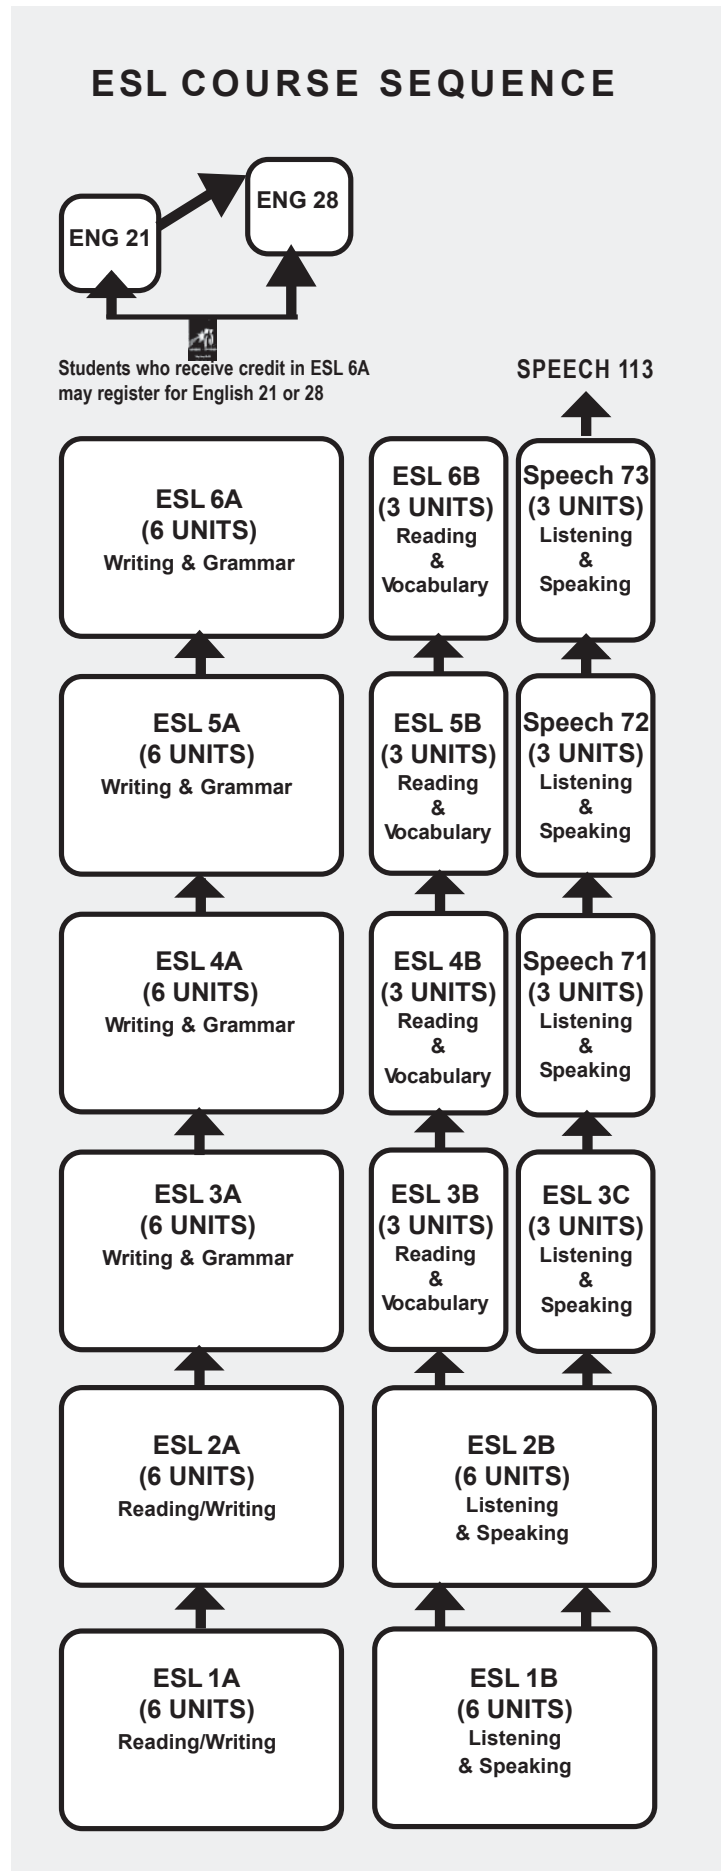 ESL COURSE SEQUENCE
ENG 21
ENG 28
Students who receive credit in ESL 6A
may register for English 21 or 28
SPEECH 113
ESL 6A
(6 UNITS)
Writing & Grammar
ESL 6B
(3 UNITS)
Reading
&
Vocabulary
Speech 73
(3 UNITS)
Listening
&
Speaking
ESL 5A
(6 UNITS)
Writing & Grammar
ESL 5B
(3 UNITS)
Reading
&
Vocabulary
Speech 72
(3 UNITS)
Listening
&
Speaking
ESL 4A
(6 UNITS)
Writing & Grammar
ESL 4B
(3 UNITS)
Reading
&
Vocabulary
Speech 71
(3 UNITS)
Listening
&
Speaking
ESL 3A
(6 UNITS)
Writing & Grammar
ESL 3B
(3 UNITS)
Reading
&
Vocabulary
ESL 3C
(3 UNITS)
Listening
&
Speaking
ESL 2A
(6 UNITS)
Reading/Writing
ESL 2B
(6 UNITS)
Listening
& Speaking
ESL 1A
(6 UNITS)
Reading/Writing
ESL 1B
(6 UNITS)
Listening
& Speaking